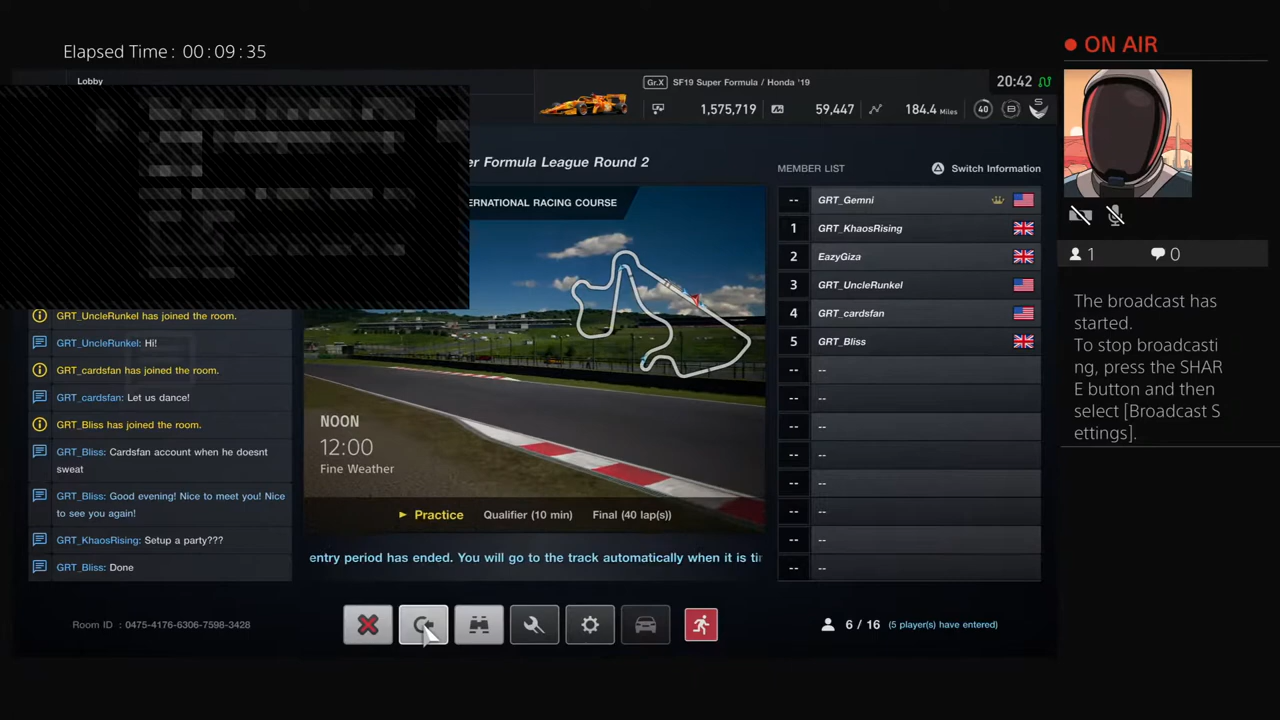 Elapsed Time: 00:09:35
ON AIR
Lobby
Gr.X SF19 Super Formula / Honda '19
20:42
1,575,719
59,447
184.4 Miles
40
B
S
er Formula League Round 2
MEMBER LIST
Switch Information
NTERNATIONAL RACING COURSE
-- GRT_Gemni
1 GRT_KhaosRising
2 EazyGiza
3 GRT_UncleRunkel
4 GRT_cardsfan
5 GRT_Bliss
-- --
-- --
-- --
-- --
-- --
-- --
-- --
-- --
1
0
The broadcast has
started.
To stop broadcasti
ng, press the SHAR
E button and then
select [Broadcast S
ettings].
GRT_UncleRunkel has joined the room.
GRT_UncleRunkel: Hi!
GRT_cardsfan has joined the room.
GRT_cardsfan: Let us dance!
GRT_Bliss has joined the room.
GRT_Bliss: Cardsfan account when he doesnt
sweat
GRT_Bliss: Good evening! Nice to meet you! Nice
to see you again!
GRT_KhaosRising: Setup a party???
GRT_Bliss: Done
NOON
12:00
Fine Weather
Practice Qualifier (10 min) Final (40 lap(s))
entry period has ended. You will go to the track automatically when it is ti
Room ID : 0475-4176-6306-7598-3428
6 / 16 (5 player(s) have entered)